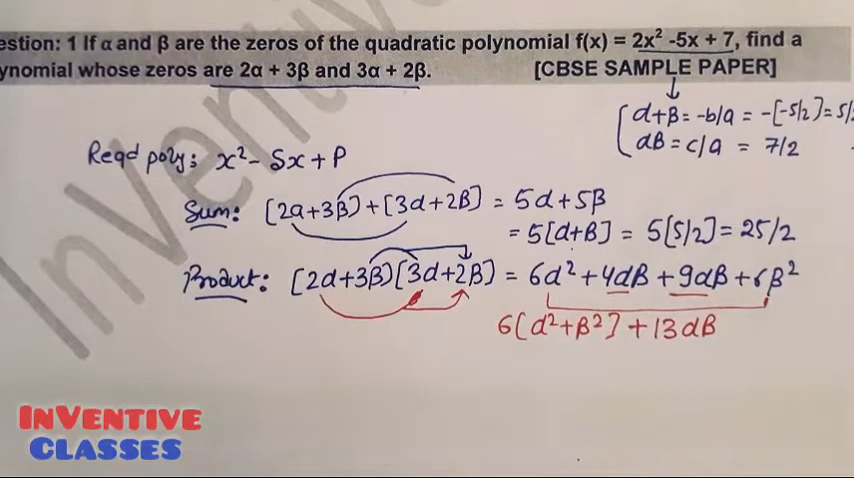 estion: 1 If α and β are the zeros of the quadratic polynomial f(x) = 2x² -5x + 7, find a
ynomial whose zeros are 2α + 3β and 3α + 2β. [CBSE SAMPLE PAPER]
α+β = -b/a = -[-5/2] = 5/
αβ = c/a = 7/2
Reqd poly: x² - Sx + P
Sum: [2α+3β]+[3α+2β] = 5α+5β
= 5[α+β] = 5[5/2] = 25/2
Product: [2α+3β)[3α+2β) = 6α²+4αβ+9αβ+6β²
6[α²+β²]+13αβ
INVENTIVE
CLASSES